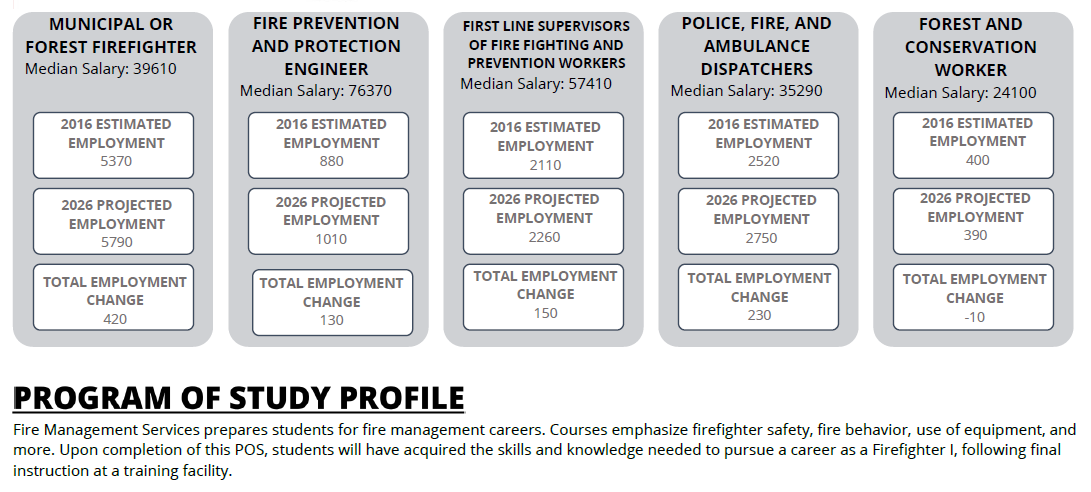 MUNICIPAL OR
FOREST FIREFIGHTER
Median Salary: 39610
2016 ESTIMATED
EMPLOYMENT
5370
2026 PROJECTED
EMPLOYMENT
5790
TOTAL EMPLOYMENT
CHANGE
420
FIRE PREVENTION
AND PROTECTION
ENGINEER
Median Salary: 76370
2016 ESTIMATED
EMPLOYMENT
880
2026 PROJECTED
EMPLOYMENT
1010
TOTAL EMPLOYMENT
CHANGE
130
FIRST LINE SUPERVISORS
OF FIRE FIGHTING AND
PREVENTION WORKERS
Median Salary: 57410
2016 ESTIMATED
EMPLOYMENT
2110
2026 PROJECTED
EMPLOYMENT
2260
TOTAL EMPLOYMENT
CHANGE
150
POLICE, FIRE, AND
AMBULANCE
DISPATCHERS
Median Salary: 35290
2016 ESTIMATED
EMPLOYMENT
2520
2026 PROJECTED
EMPLOYMENT
2750
TOTAL EMPLOYMENT
CHANGE
230
FOREST AND
CONSERVATION
WORKER
Median Salary: 24100
2016 ESTIMATED
EMPLOYMENT
400
2026 PROJECTED
EMPLOYMENT
390
TOTAL EMPLOYMENT
CHANGE
-10
PROGRAM OF STUDY PROFILE
Fire Management Services prepares students for fire management careers. Courses emphasize firefighter safety, fire behavior, use of equipment, and
more. Upon completion of this POS, students will have acquired the skills and knowledge needed to pursue a career as a Firefighter I, following final
instruction at a training facility.